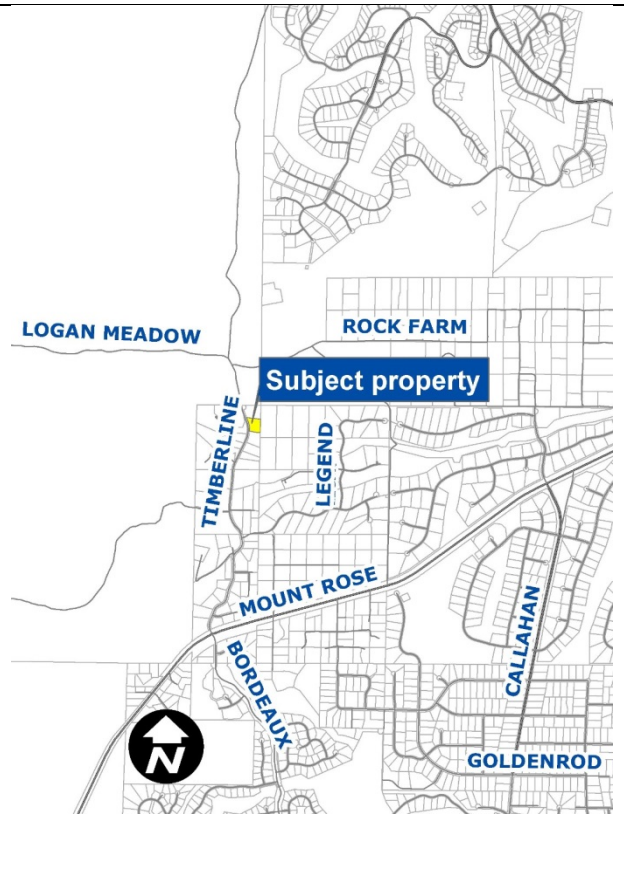 LOGAN MEADOW
ROCK FARM
Subject property
TIMBERLINE
LEGEND
MOUNT ROSE
CALLAHAN
BORDEAUX
GOLDENROD
N